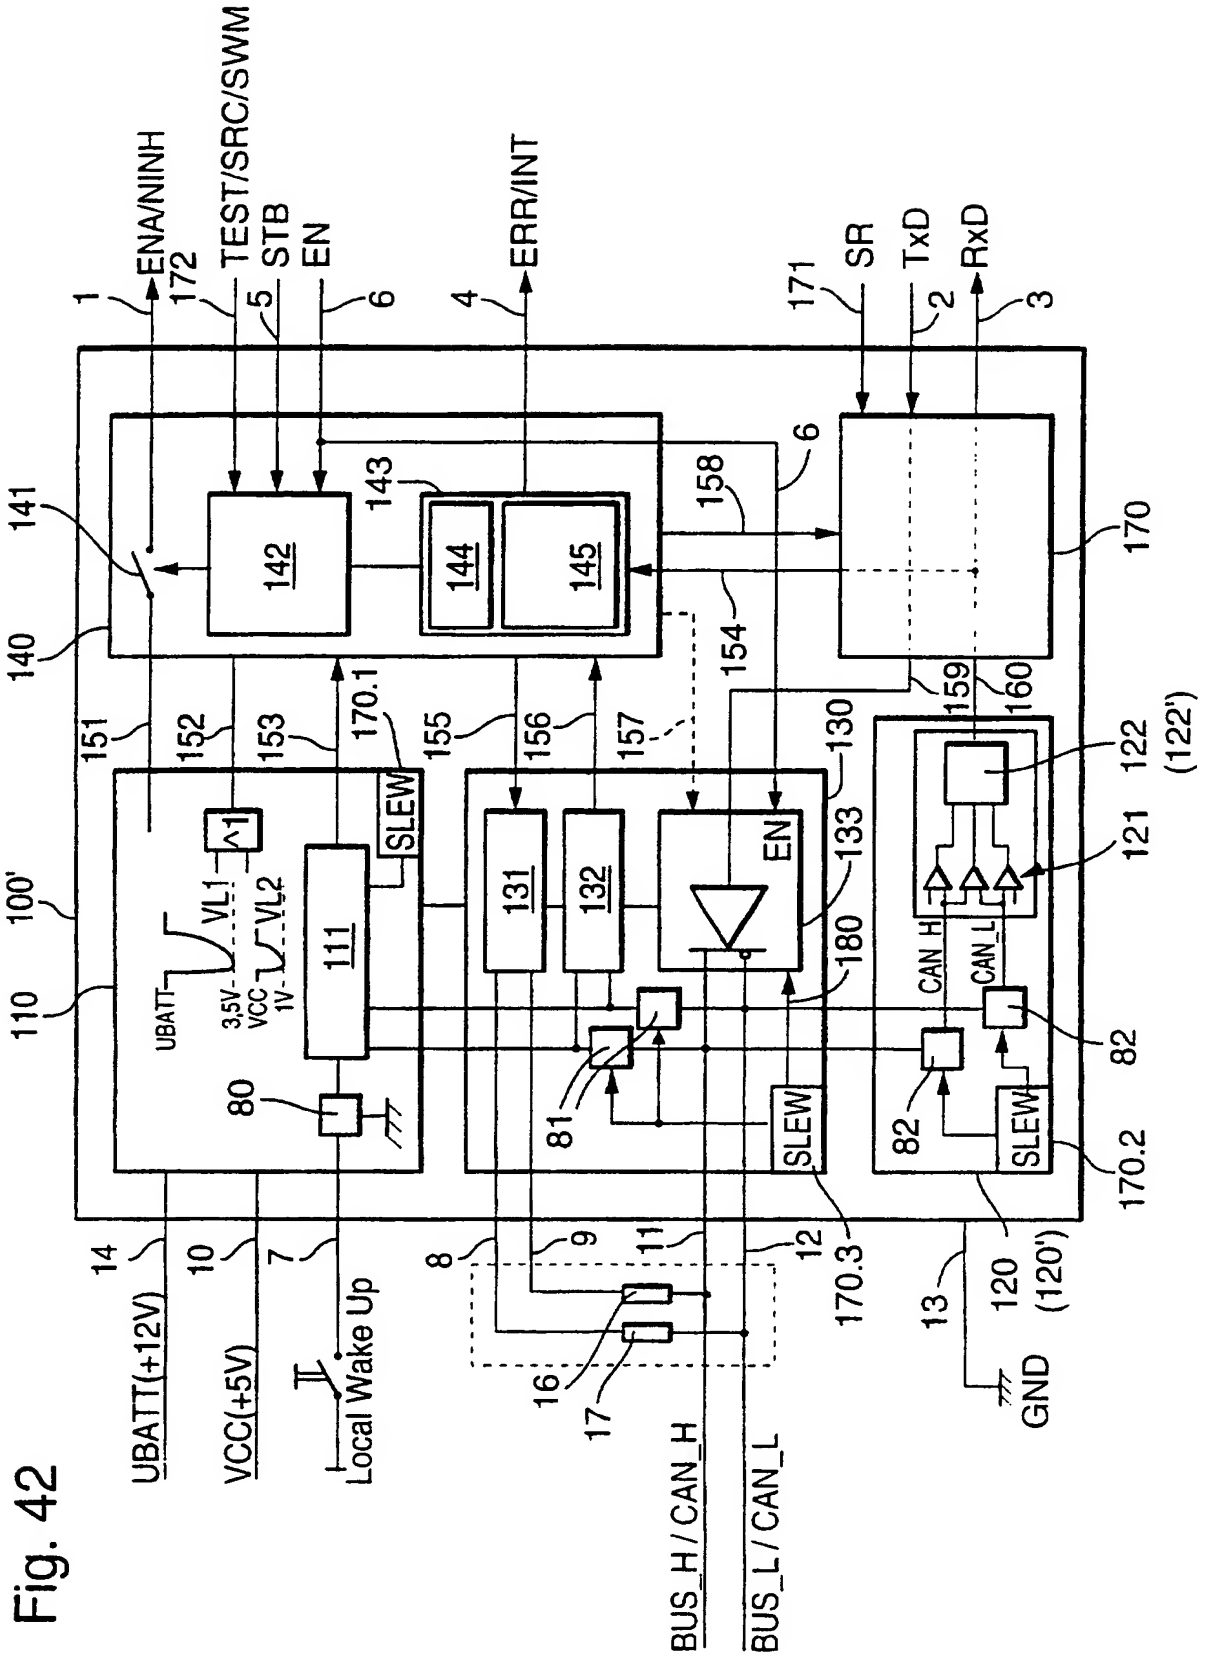 Fig. 42
100'
110
140
141
1
ENA/NINH
172
TEST/SRC/SWM
5
STB
EN
6
4
ERR/INT
171
SR
TxD
2
RxD
3
UBATT(+12V)
14
VCC(+5V)
10
7
Local Wake Up
80
UBATT
3,5V
VL1
VCC
1V
VL2
^1
111
SLEW
170.1
151
152
153
142
143
144
145
155
156
157
158
6
154
159
160
170
8
9
11
12
16
17
BUS_H / CAN_H
BUS_L / CAN_L
131
132
133
EN
130
180
81
SLEW
170.3
CAN_H
CAN_L
82
82
SLEW
170.2
121
122
(122')
120
(120')
13
GND